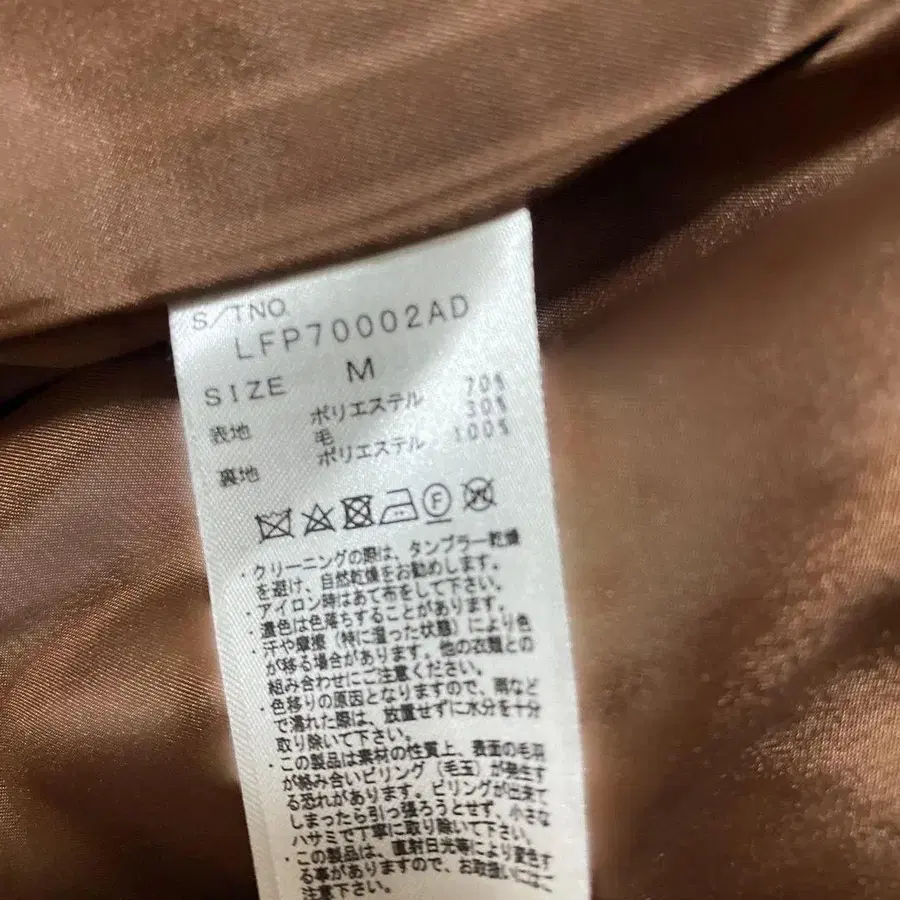 S/TNO.
LFP70002AD
SIZE M
表地 ポリエステル 70%
毛 30%
裏地 ポリエステル 100%
F W
・クリーニングの際は、タンブラー乾燥
を避け、自然乾燥をお勧めします。
・アイロン時はあて布をして下さい。
・濃色は色落ちすることがあります。
・汗や摩擦（特に湿った状態）により色
が移る場合があります。他の衣類との
組み合わせにご注意ください。
・色移りの原因となりますので、雨など
で濡れた際は、放置せずに水分を十分
取り除いて下さい。
・この製品は素材の性質上、表面の毛羽
が絡み合いピリング（毛玉）が発生す
る恐れがあります。ピリングが出来て
しまったら引っ張ろうとせず、小さな
ハサミで丁寧に取り除いて下さい。
・この製品は、直射日光等により変色す
る事がありますので、お取扱いにはご
注意下さい。